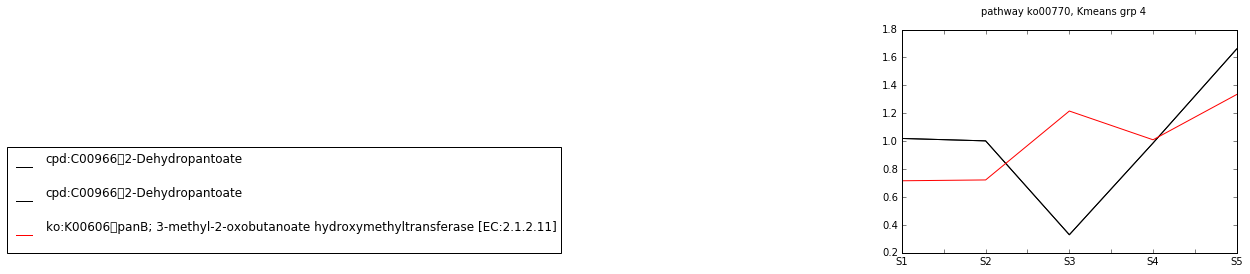 pathway ko00770, Kmeans grp 4
1.8
1.6
1.4
1.2
1.0
0.8
0.6
0.4
0.2
S1 S2 S3 S4 S5
cpd:C00966▯2-Dehydropantoate
cpd:C00966▯2-Dehydropantoate
ko:K00606▯panB; 3-methyl-2-oxobutanoate hydroxymethyltransferase [EC:2.1.2.11]